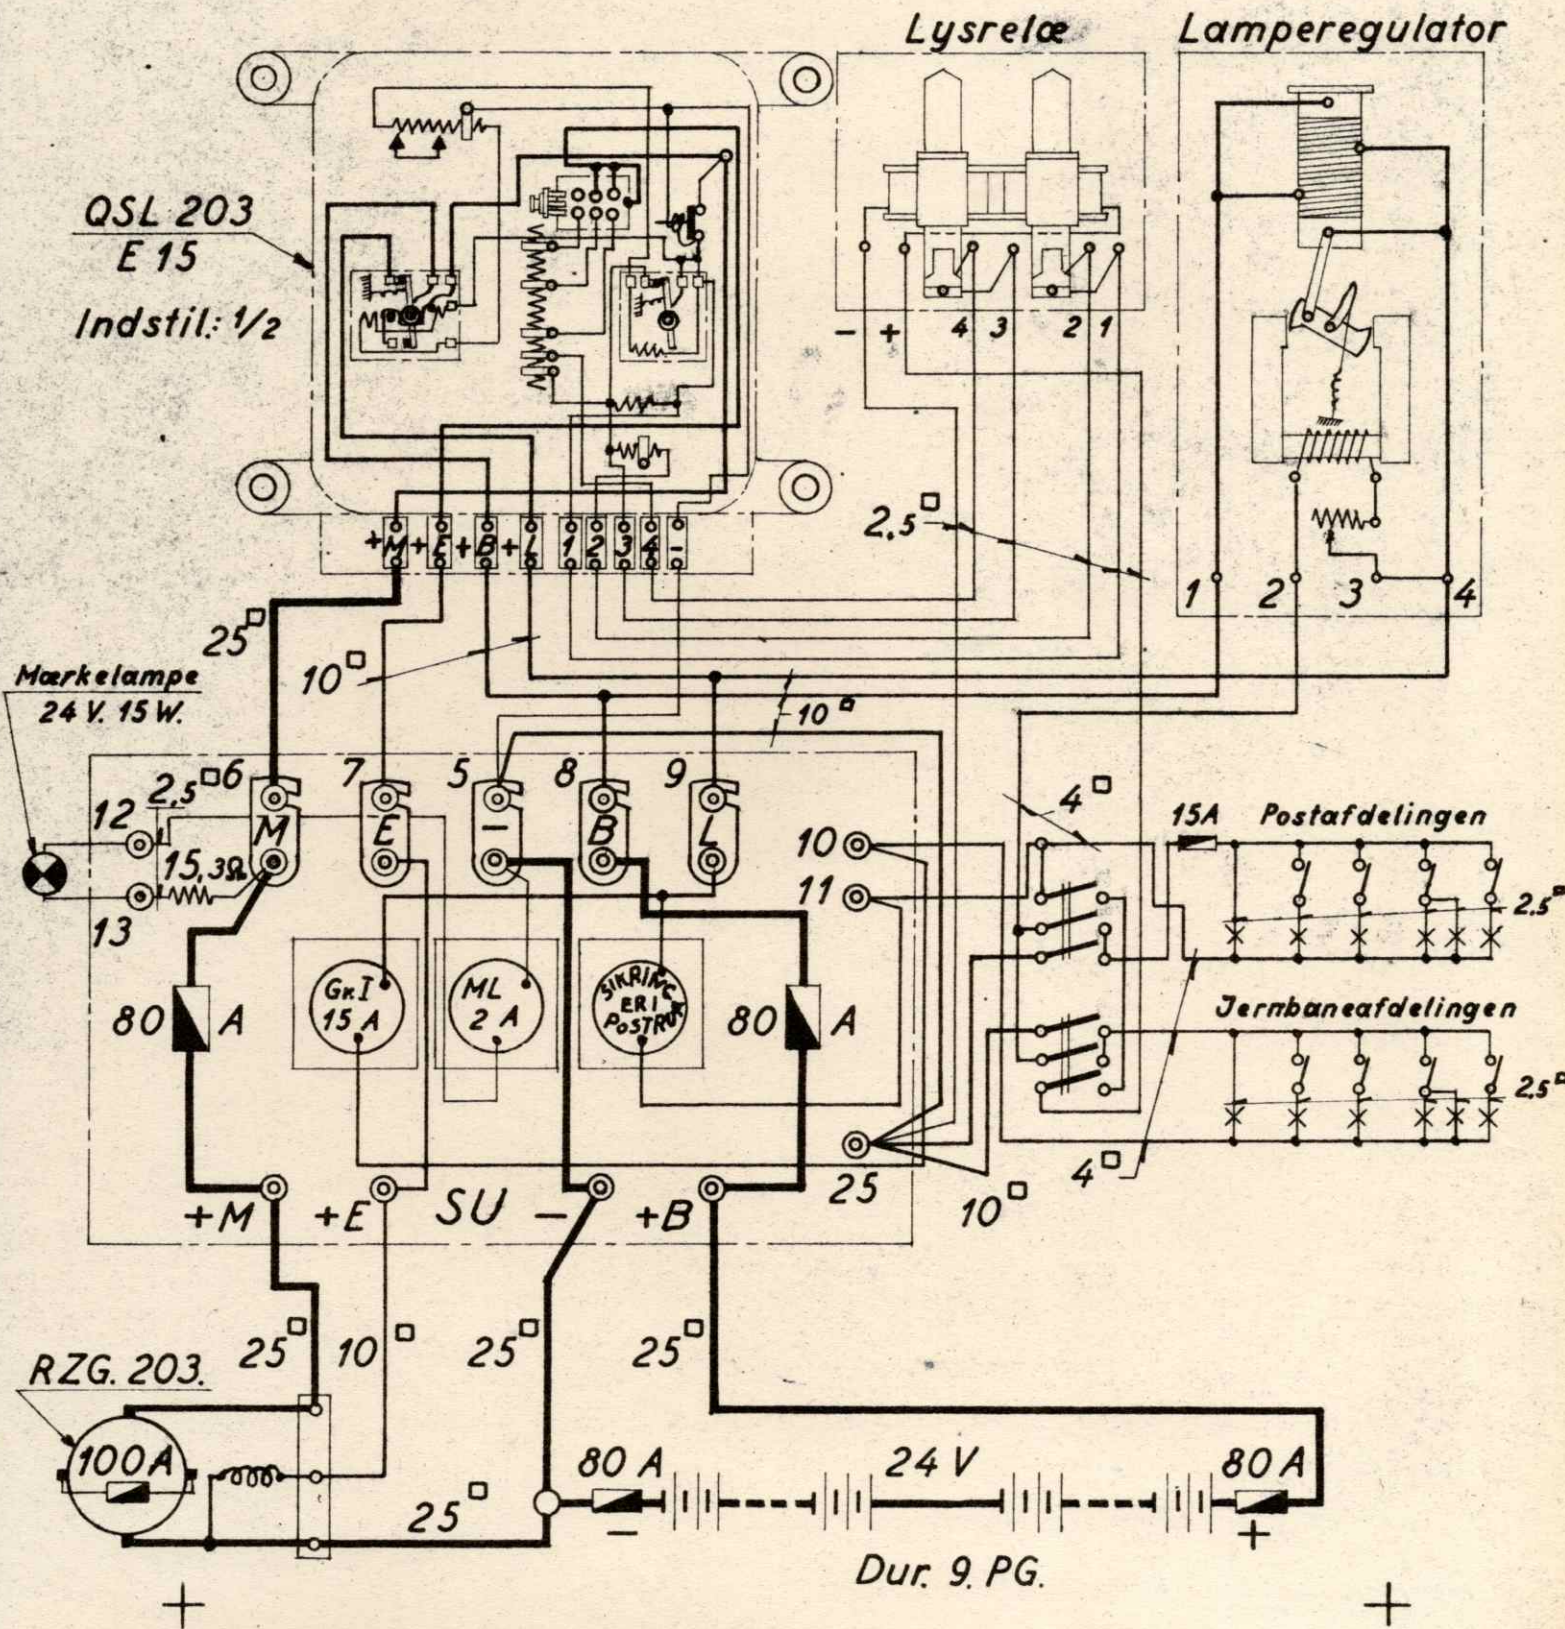 Lysrelæ
Lamperegulator
QSL 203
E 15
Indstil.: 1/2
- + 4 3 2 1
2,5□
+M +E +B +L 1 2 3 4 -
1 2 3 4
25□
10□
10□
Mærkelampe
24 V. 15 W.
12 2,5□ 6 7 5 8 9
M E - B L
4□
15A Postafdelingen
10
15,3Ω
11
13
2,5□
Gr. I
15 A
ML
2 A
SIKRING
ER I
POSTRUM
80 A
80 A
Jernbaneafdelingen
2,5□
25
4□
10□
+M +E SU - +B
25□ 10□ 25□ 25□
RZG. 203.
100A
25□
80 A 24 V 80 A
- +
Dur. 9. PG.